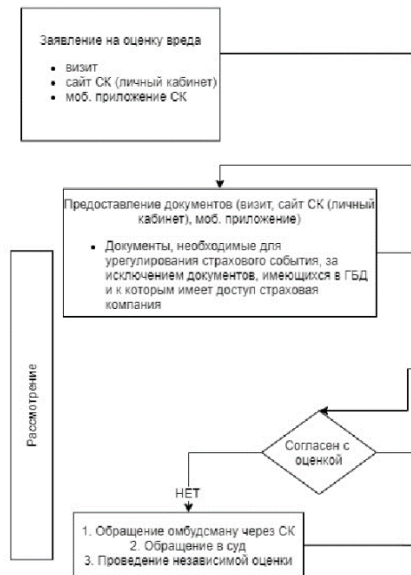 Заявление на оценку вреда
• визит
• сайт СК (личный кабинет)
• моб. приложение СК
Предоставление документов (визит, сайт СК (личный
кабинет), моб. приложение)
• Документы, необходимые для
урегулирования страхового события, за
исключением документов, имеющихся в ГБД
и к которым имеет доступ страховая
компания
Рассмотрение
Согласен с
оценкой
НЕТ
1. Обращение омбудсману через СК
2. Обращение в суд
3. Проведение независимой оценки